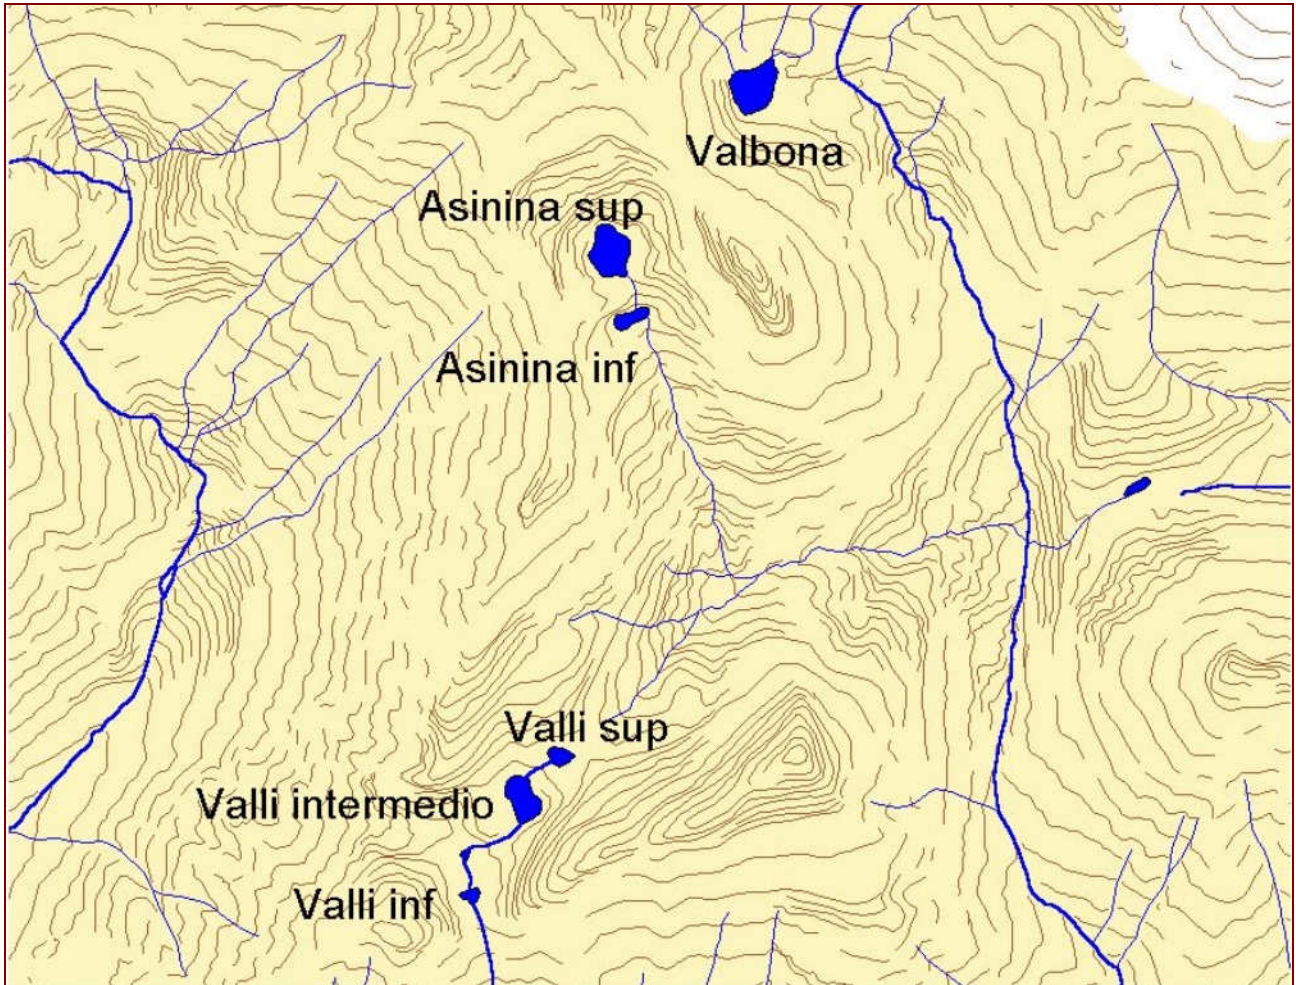 Valbona
Asinina sup
Asinina inf
Valli sup
Valli intermedio
Valli inf